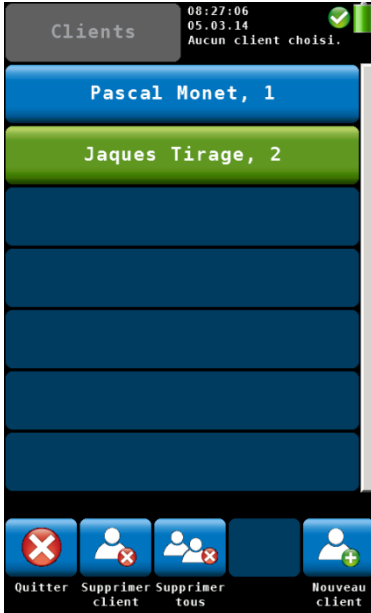 Clients
08:27:06
05.03.14
Aucun client choisi.
Pascal Monet, 1
Jaques Tirage, 2
Quitter
Supprimer
client
Supprimer
tous
Nouveau
client